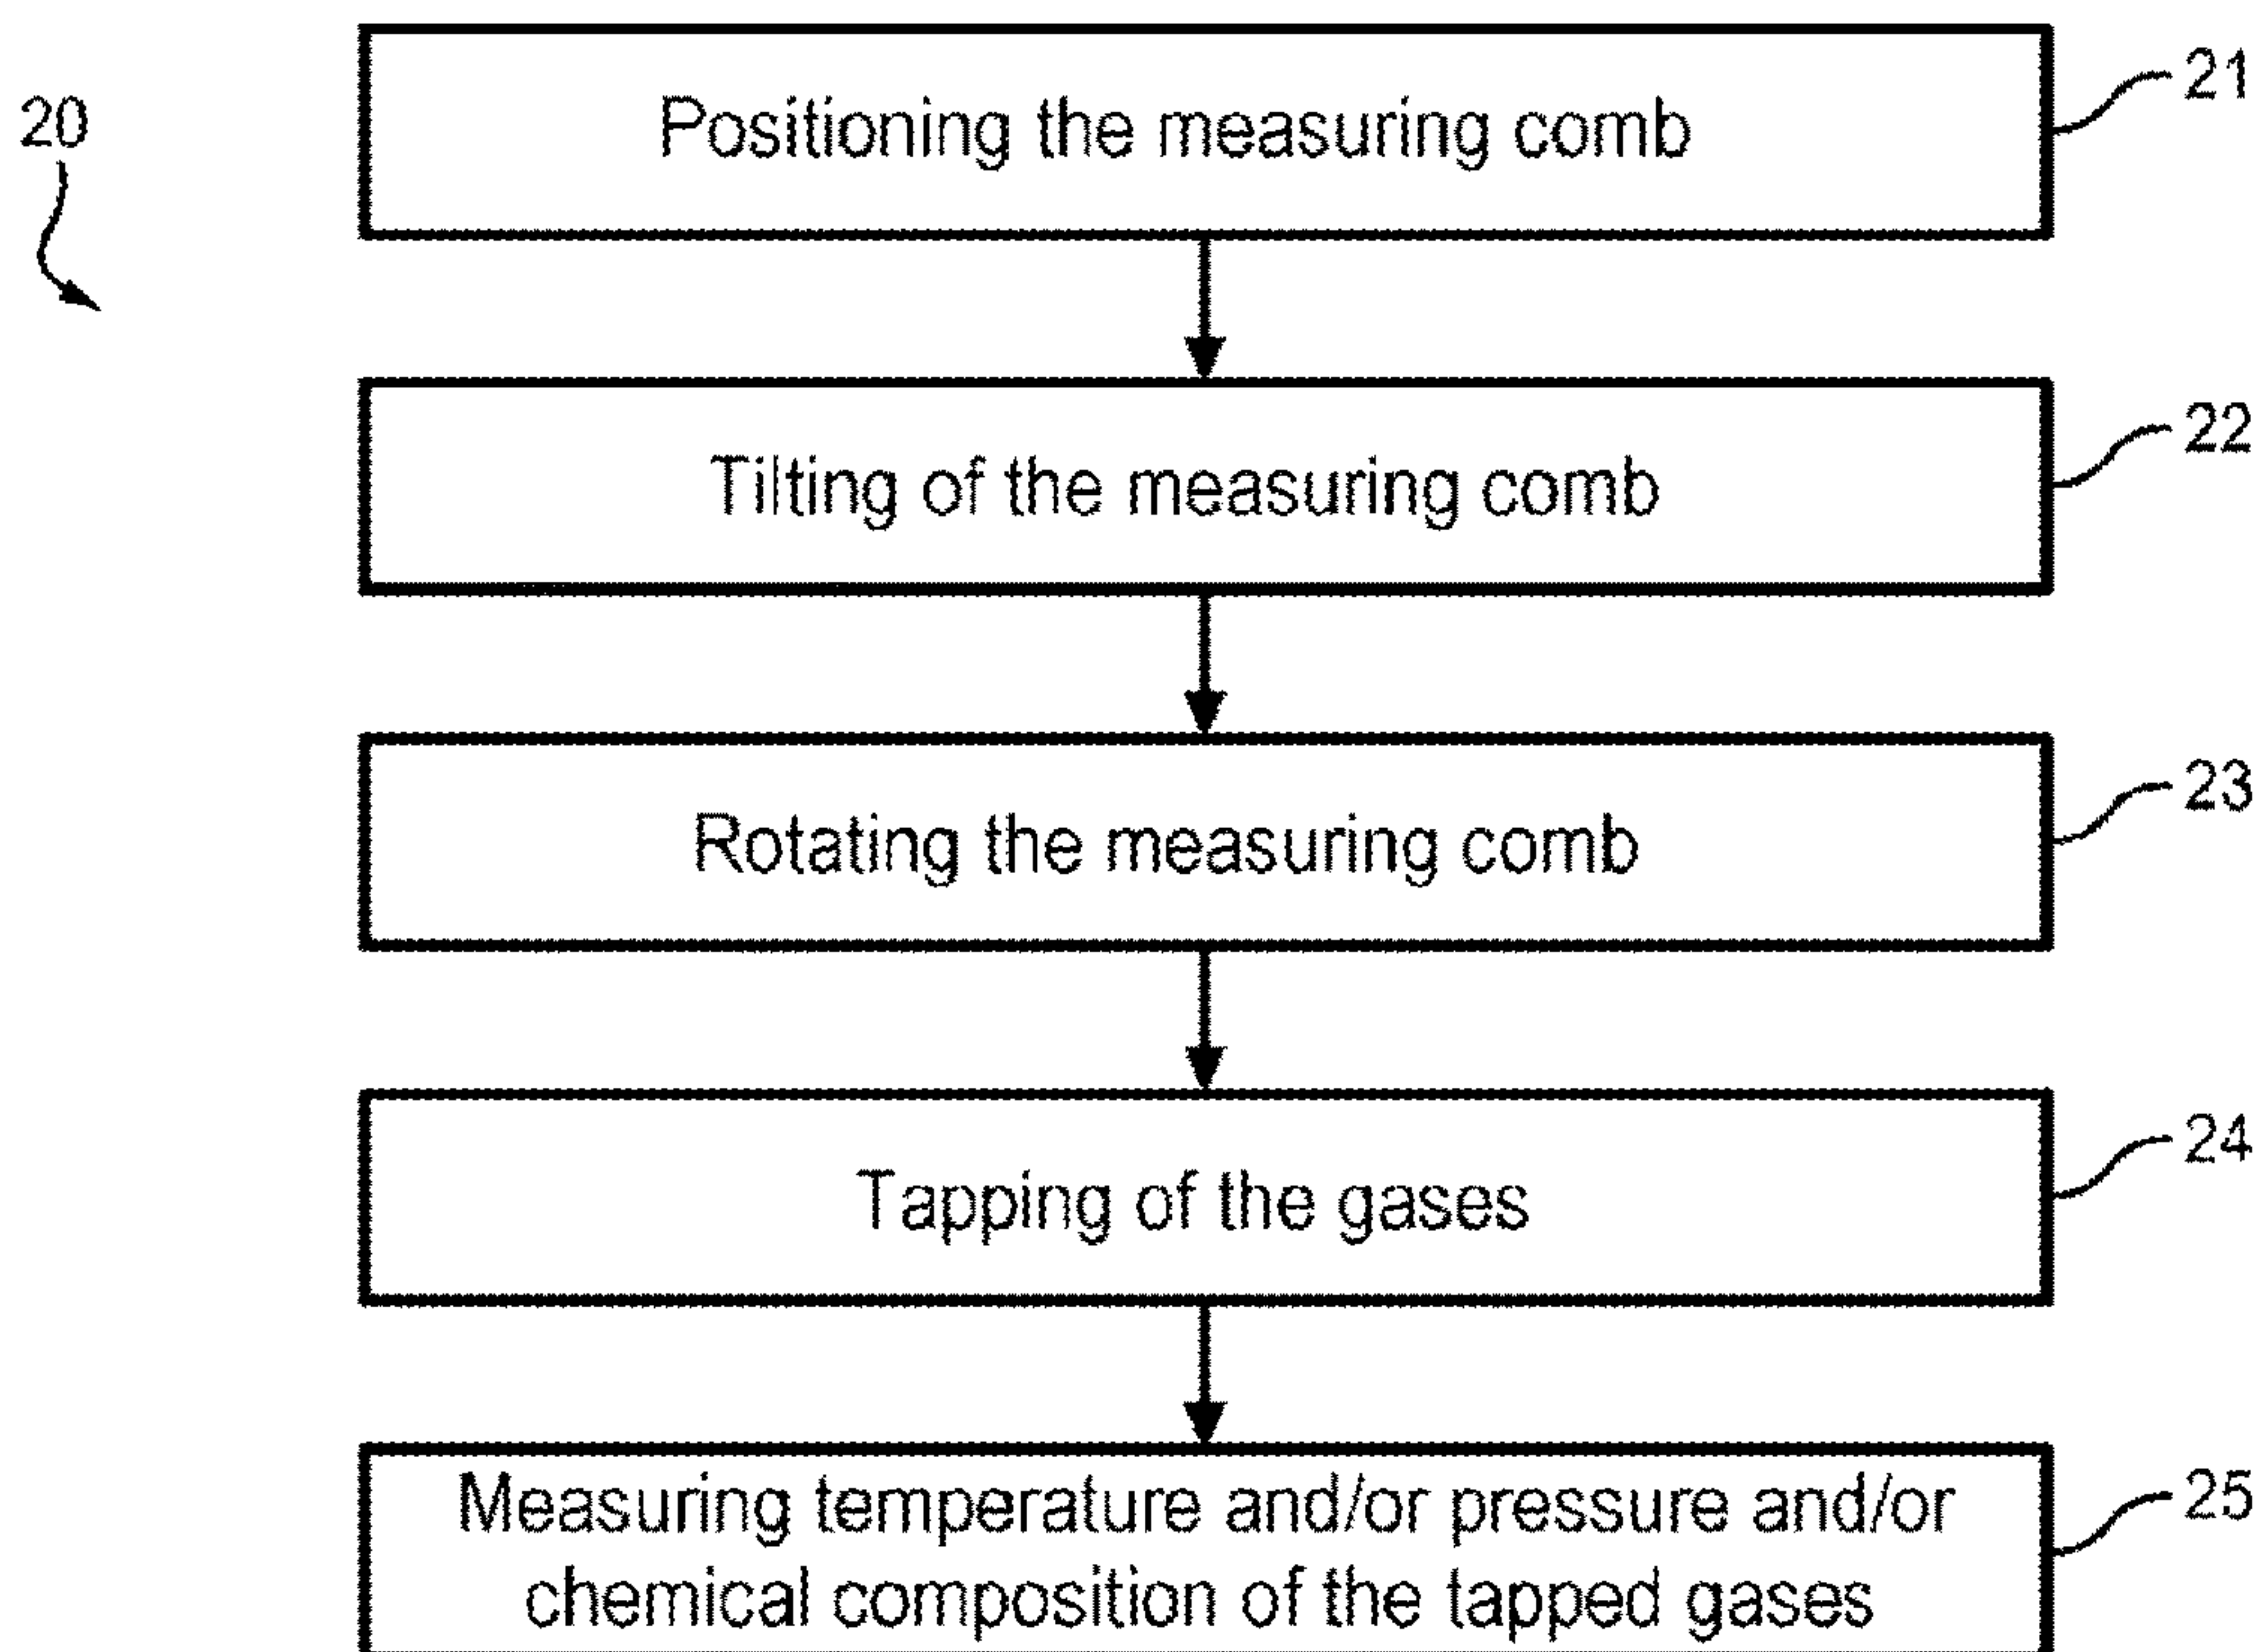 20
Positioning the measuring comb
21
Tilting of the measuring comb
22
Rotating the measuring comb
23
Tapping of the gases
24
Measuring temperature and/or pressure and/or
chemical composition of the tapped gases
25